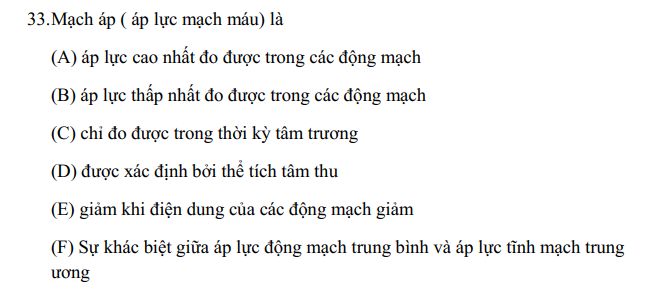 33.Mạch áp ( áp lực mạch máu) là
(A) áp lực cao nhất đo được trong các động mạch
(B) áp lực thấp nhất đo được trong các động mạch
(C) chỉ đo được trong thời kỳ tâm trương
(D) được xác định bởi thể tích tâm thu
(E) giảm khi điện dung của các động mạch giảm
(F) Sự khác biệt giữa áp lực động mạch trung bình và áp lực tĩnh mạch trung
ương